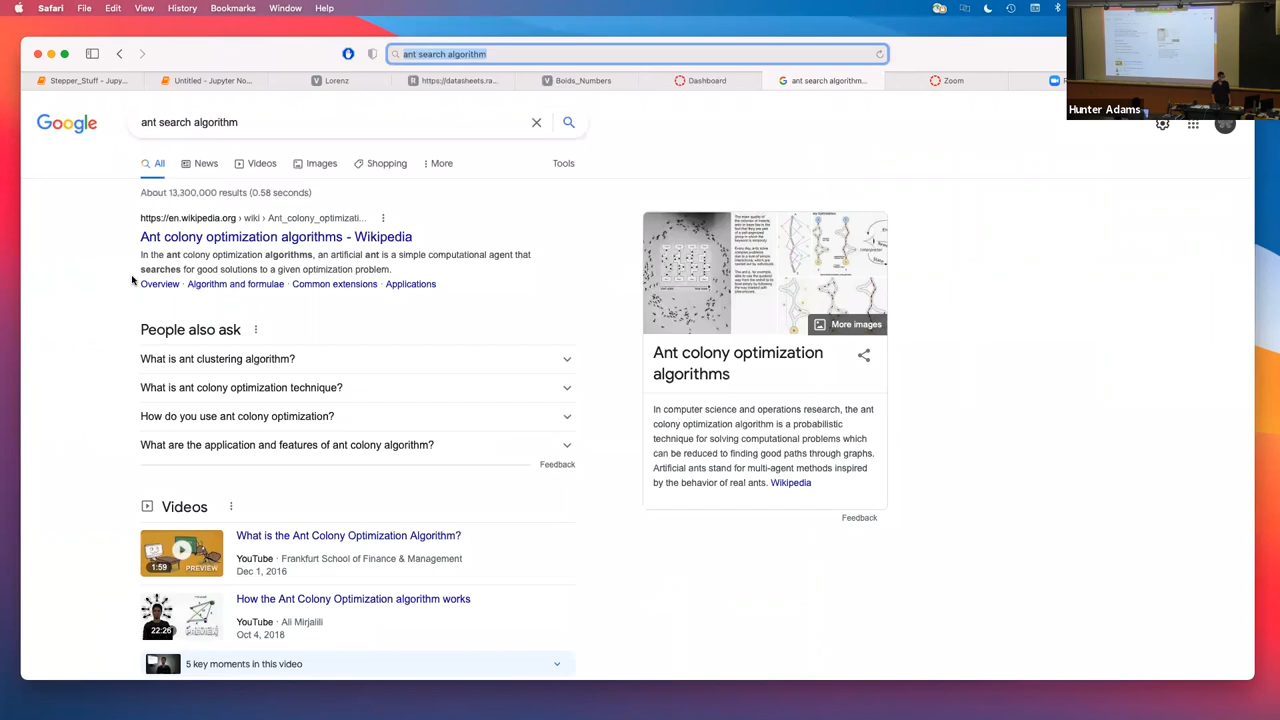 Safari File Edit View History Bookmarks Window Help
ant search algorithm
Stepper_Stuff - Jupy...
Untitled - Jupyter No...
Lorenz
https://datasheets.ra...
Boids_Numbers
Dashboard
ant search algorithm...
Zoom
Hunter Adams
Google
ant search algorithm
All
News
Videos
Images
Shopping
More
Tools
About 13,300,000 results (0.58 seconds)
https://en.wikipedia.org › wiki › Ant_colony_optimizati...
Ant colony optimization algorithms - Wikipedia
In the ant colony optimization algorithms, an artificial ant is a simple computational agent that
searches for good solutions to a given optimization problem.
Overview · Algorithm and formulae · Common extensions · Applications
People also ask
What is ant clustering algorithm?
What is ant colony optimization technique?
How do you use ant colony optimization?
What are the application and features of ant colony algorithm?
Feedback
Videos
1:59
PREVIEW
What is the Ant Colony Optimization Algorithm?
YouTube · Frankfurt School of Finance & Management
Dec 1, 2016
22:26
PREVIEW
How the Ant Colony Optimization algorithm works
YouTube · Ali Mirjalili
Oct 4, 2018
5 key moments in this video
More images
Ant colony optimization
algorithms
In computer science and operations research, the ant
colony optimization algorithm is a probabilistic
technique for solving computational problems which
can be reduced to finding good paths through graphs.
Artificial ants stand for multi-agent methods inspired
by the behavior of real ants. Wikipedia
Feedback